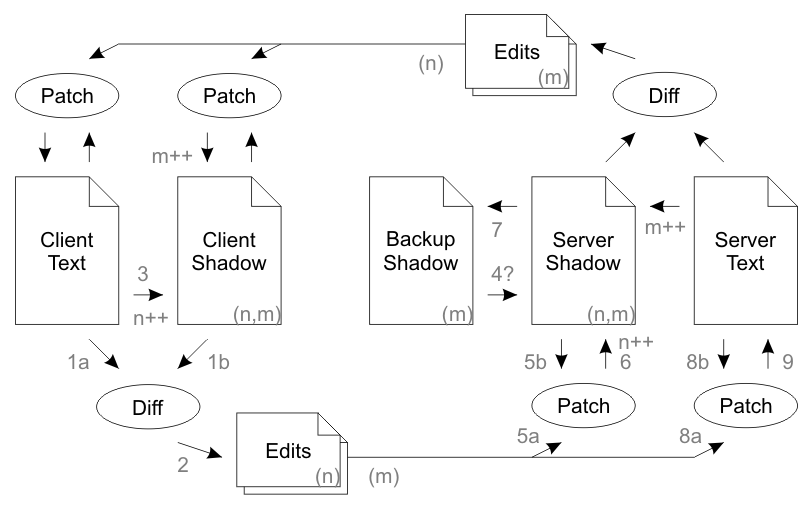 Edits
(n)
(m)
Patch
Patch
Diff
m++
Client
Text
Client
Shadow
(n,m)
Backup
Shadow
(m)
Server
Shadow
(n,m)
Server
Text
7
m++
3
n++
4?
1a
1b
5b
n++
6
8b
9
Diff
Patch
Patch
2
Edits
(n)
(m)
5a
8a